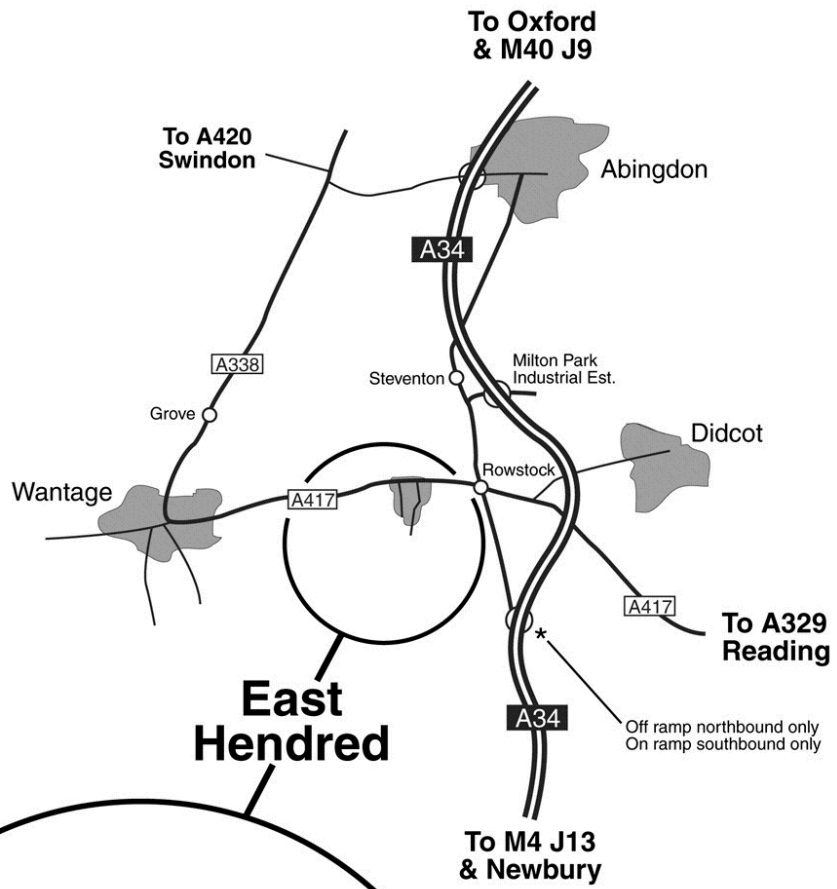 To Oxford
& M40 J9
To A420
Swindon
Abingdon
A34
A338
Milton Park
Industrial Est.
Steventon
Grove
Didcot
Rowstock
Wantage
A417
A417
To A329
Reading
*
East
Hendred
A34
Off ramp northbound only
On ramp southbound only
To M4 J13
& Newbury